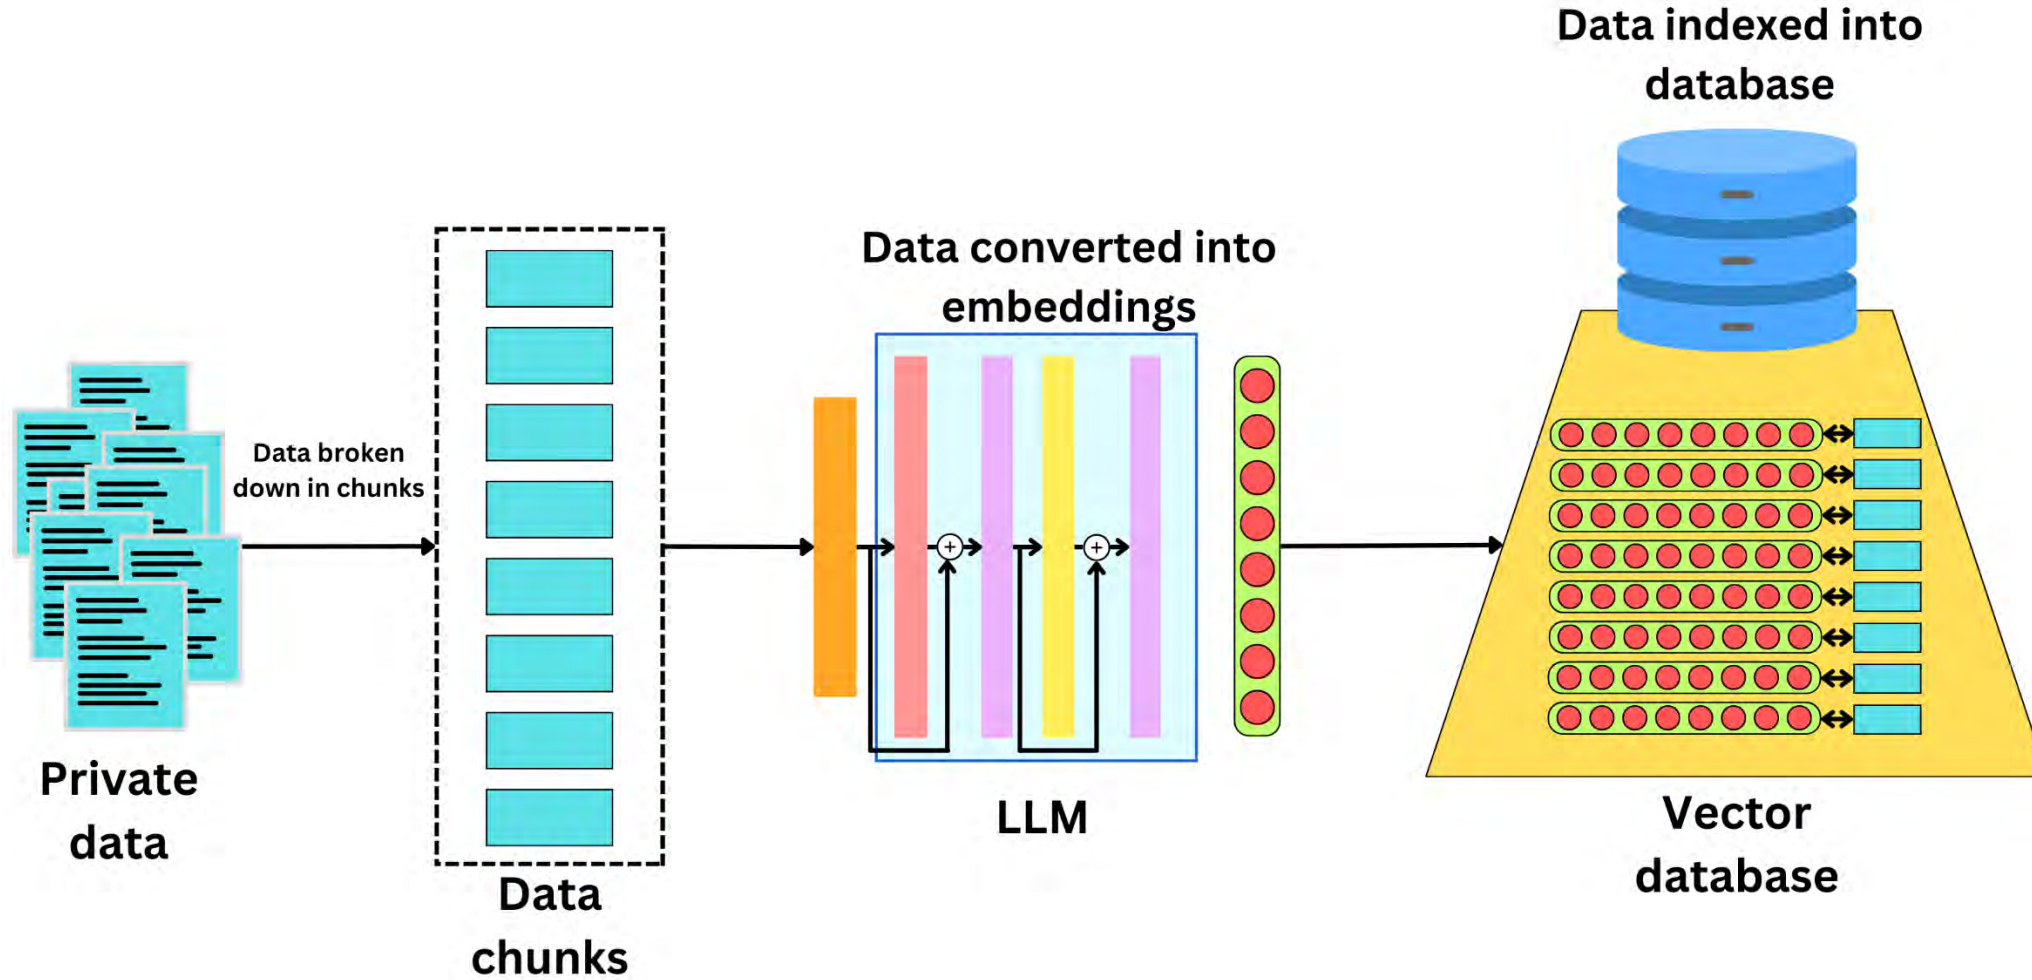 Data indexed into
database
Data converted into
embeddings
Data broken
down in chunks
Private
data
Data
chunks
LLM
Vector
database